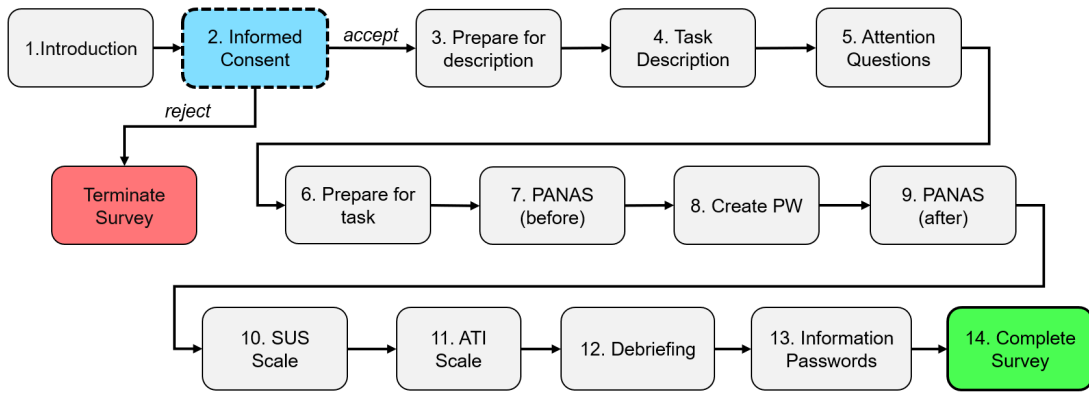 1.Introduction
2. Informed
Consent
accept
3. Prepare for
description
4. Task
Description
5. Attention
Questions
reject
Terminate
Survey
6. Prepare for
task
7. PANAS
(before)
8. Create PW
9. PANAS
(after)
10. SUS
Scale
11. ATI
Scale
12. Debriefing
13. Information
Passwords
14. Complete
Survey